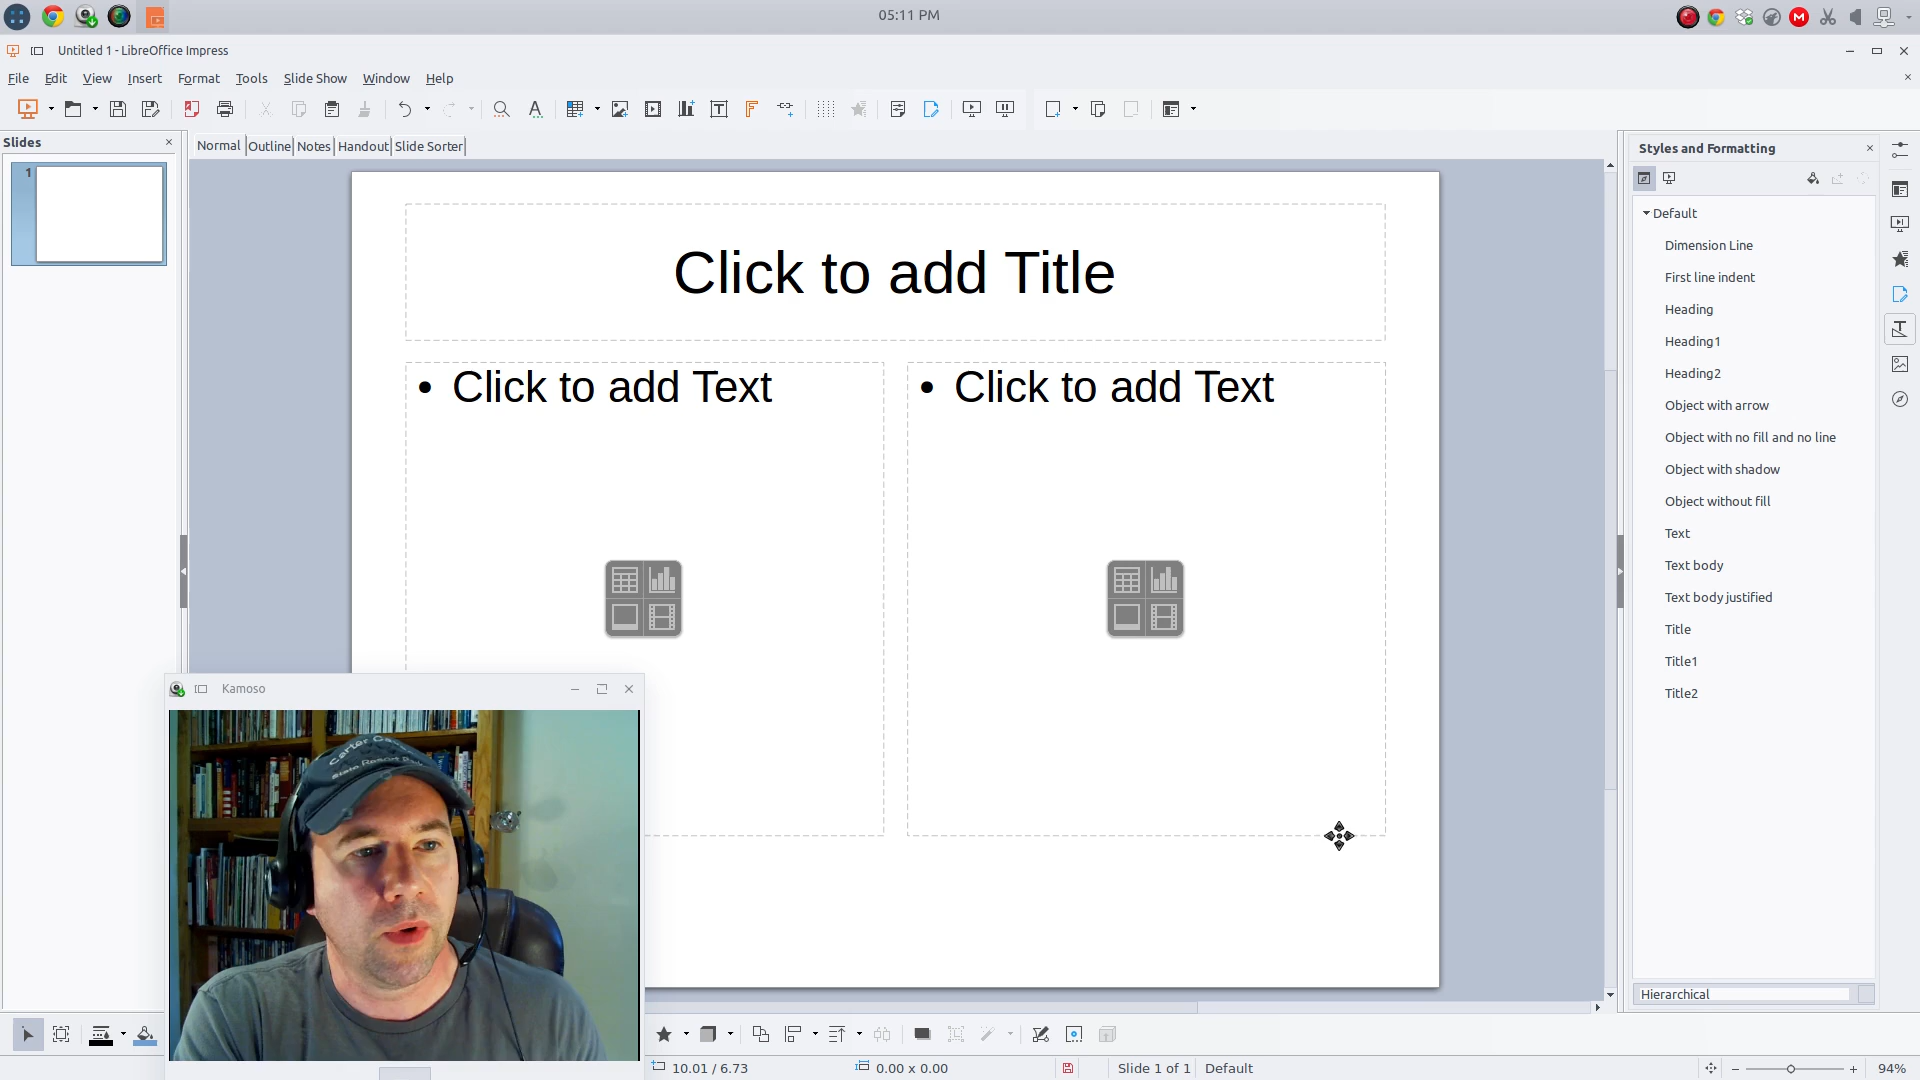 05:11 PM
Untitled 1 - LibreOffice Impress
File Edit View Insert Format Tools Slide Show Window Help
Slides
1
Normal Outline Notes Handout Slide Sorter
Click to add Title
• Click to add Text
• Click to add Text
Styles and Formatting
Default
Dimension Line
First line indent
Heading
Heading1
Heading2
Object with arrow
Object with no fill and no line
Object with shadow
Object without fill
Text
Text body
Text body justified
Title
Title1
Title2
Hierarchical
Kamoso
Carter
State Resort
10.01 / 6.73
0.00 x 0.00
Slide 1 of 1
Default
94%